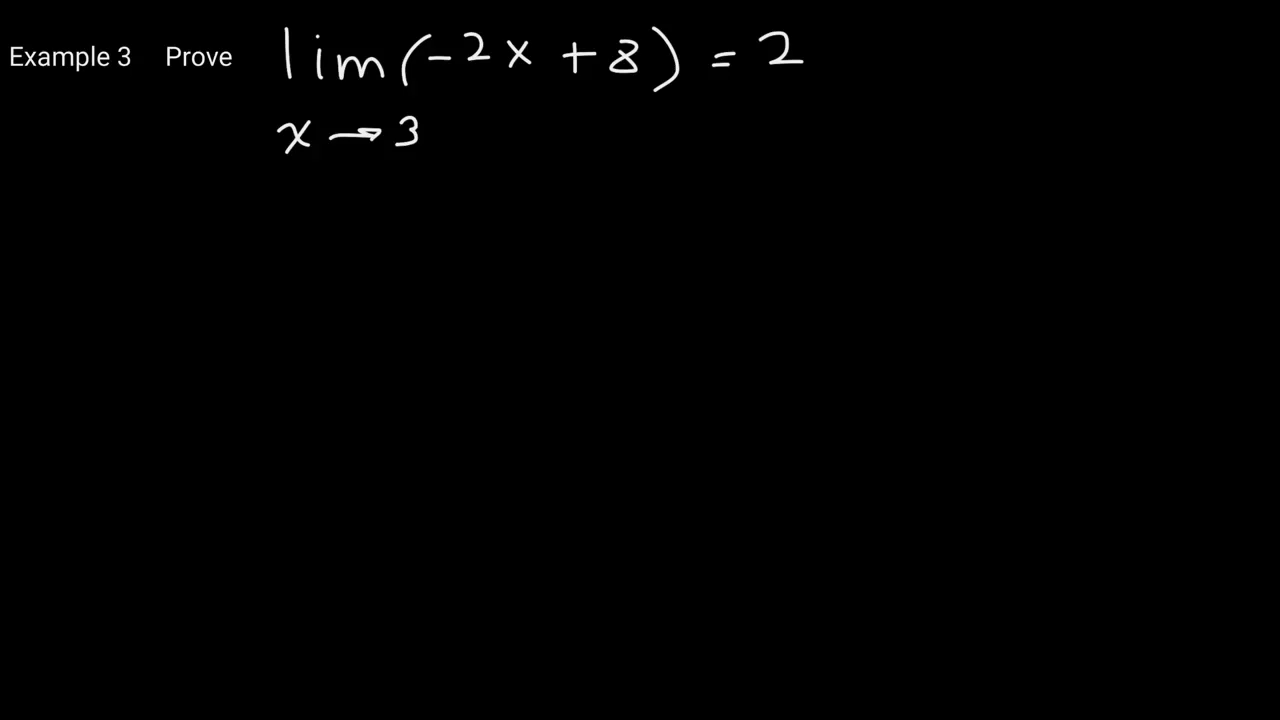 Example 3 Prove lim (-2x + 8) = 2
x → 3